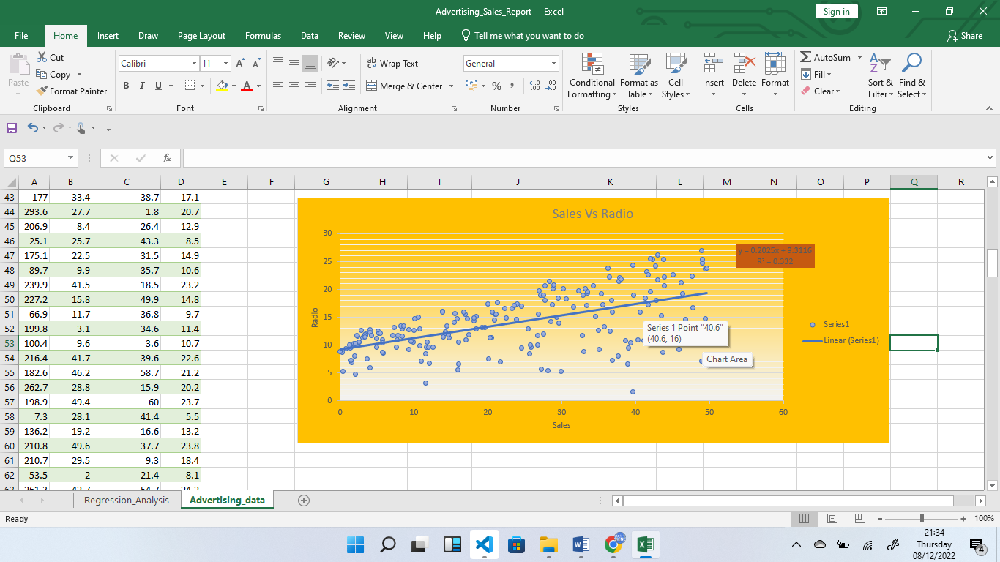 Advertising_Sales_Report - Excel
Sign in
File Home Insert Draw Page Layout Formulas Data Review View Help Tell me what you want to do Share
Paste
Cut
Copy
Format Painter
Clipboard
Calibri 11
B I U
Font
Wrap Text
Merge & Center
Alignment
General
Number
Conditional Formatting
Format as Table
Cell Styles
Styles
Insert Delete Format
Cells
AutoSum
Fill
Clear
Sort & Filter
Find & Select
Editing
Q53
fx
A B C D E F G H I J K L M N O P Q R
43 177 33.4 38.7 17.1
44 293.6 27.7 1.8 20.7
45 206.9 8.4 26.4 12.9
46 25.1 25.7 43.3 8.5
47 175.1 22.5 31.5 14.9
48 89.7 9.9 35.7 10.6
49 239.9 41.5 18.5 23.2
50 227.2 15.8 49.9 14.8
51 66.9 11.7 36.8 9.7
52 199.8 3.1 34.6 11.4
53 100.4 9.6 3.6 10.7
54 216.4 41.7 39.6 22.6
55 182.6 46.2 58.7 21.2
56 262.7 28.8 15.9 20.2
57 198.9 49.4 60 23.7
58 7.3 28.1 41.4 5.5
59 136.2 19.2 16.6 13.2
60 210.8 49.6 37.7 23.8
61 210.7 29.5 9.3 18.4
62 53.5 2 21.4 8.1
63 261.3 42.7 54.7 24.2
Sales Vs Radio
30
25
20
15
10
5
0
Radio
0 10 20 30 40 50 60
Sales
y = 0.2025x + 9.3116
R² = 0.332
Series 1 Point "40.6"
(40.6, 16)
Chart Area
Series1
Linear (Series1)
Regression_Analysis Advertising_data
Ready
100%
21:34
Thursday
08/12/2022
4